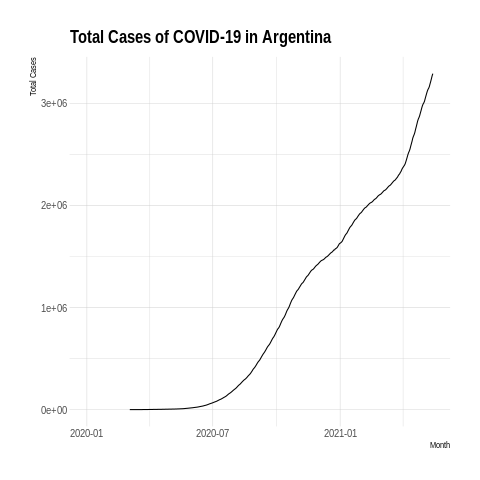 Total Cases of COVID-19 in Argentina
Total Cases
3e+06
2e+06
1e+06
0e+00
2020-01 2020-07 2021-01
Month